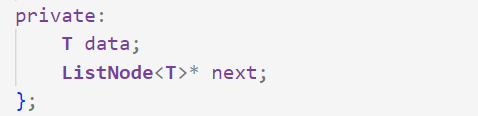 private:
    T data;
    ListNode<T>* next;
};